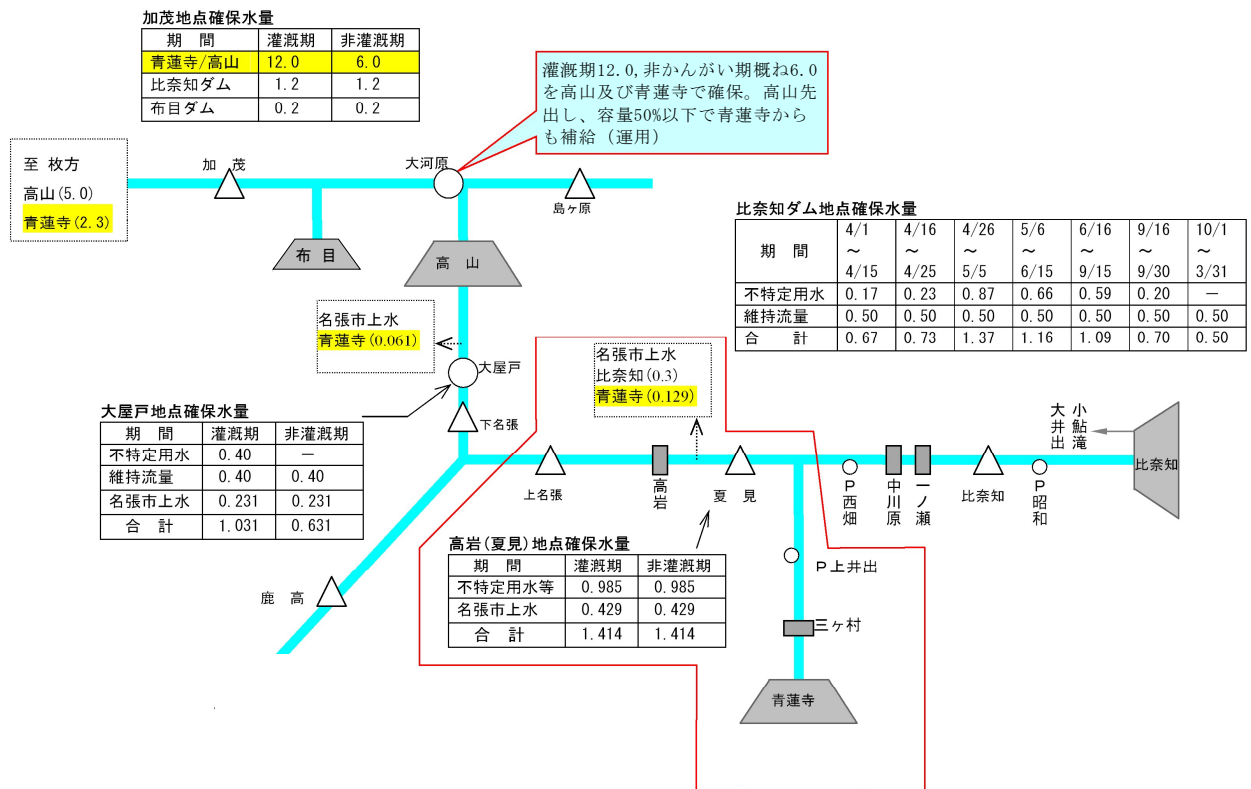 加茂地点確保水量
期　間 灌漑期 非灌漑期
青蓮寺/高山 12.0 6.0
比奈知ダム 1.2 1.2
布目ダム 0.2 0.2
灌漑期12.0,非かんがい期概ね6.0
を高山及び青蓮寺で確保。高山先
出し、容量50%以下で青蓮寺から
も補給（運用）
至 枚方
高山(5.0)
青蓮寺(2.3)
加　茂
大河原
島ヶ原
布 目
高　山
比奈知ダム地点確保水量
期　間 4/1～4/15 4/16～4/25 4/26～5/5 5/6～6/15 6/16～9/15 9/16～9/30 10/1～3/31
不特定用水 0.17 0.23 0.87 0.66 0.59 0.20 －
維持流量 0.50 0.50 0.50 0.50 0.50 0.50 0.50
合　　計 0.67 0.73 1.37 1.16 1.09 0.70 0.50
名張市上水
青蓮寺(0.061)
大屋戸
名張市上水
比奈知(0.3)
青蓮寺(0.129)
大屋戸地点確保水量
期　間 灌漑期 非灌漑期
不特定用水 0.40 －
維持流量 0.40 0.40
名張市上水 0.231 0.231
合　計 1.031 0.631
下名張
上名張
高岩
夏　見
P西畑
中川原
一ノ瀬
比奈知
P昭和
小鮎滝
大井出
比奈知
高岩(夏見)地点確保水量
期　間 灌漑期 非灌漑期
不特定用水等 0.985 0.985
名張市上水 0.429 0.429
合　計 1.414 1.414
P上井出
三ヶ村
青蓮寺
鹿　高